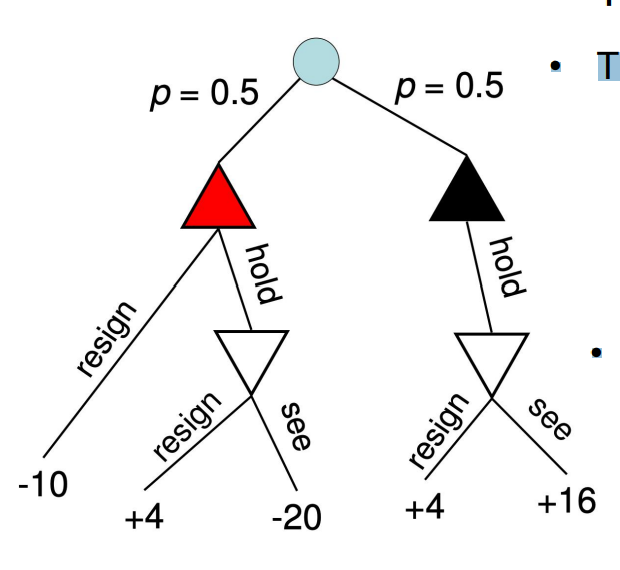 p = 0.5
p = 0.5
• T
hold
hold
resign
•
resign
see
resign
see
-10
+4
-20
+4
+16